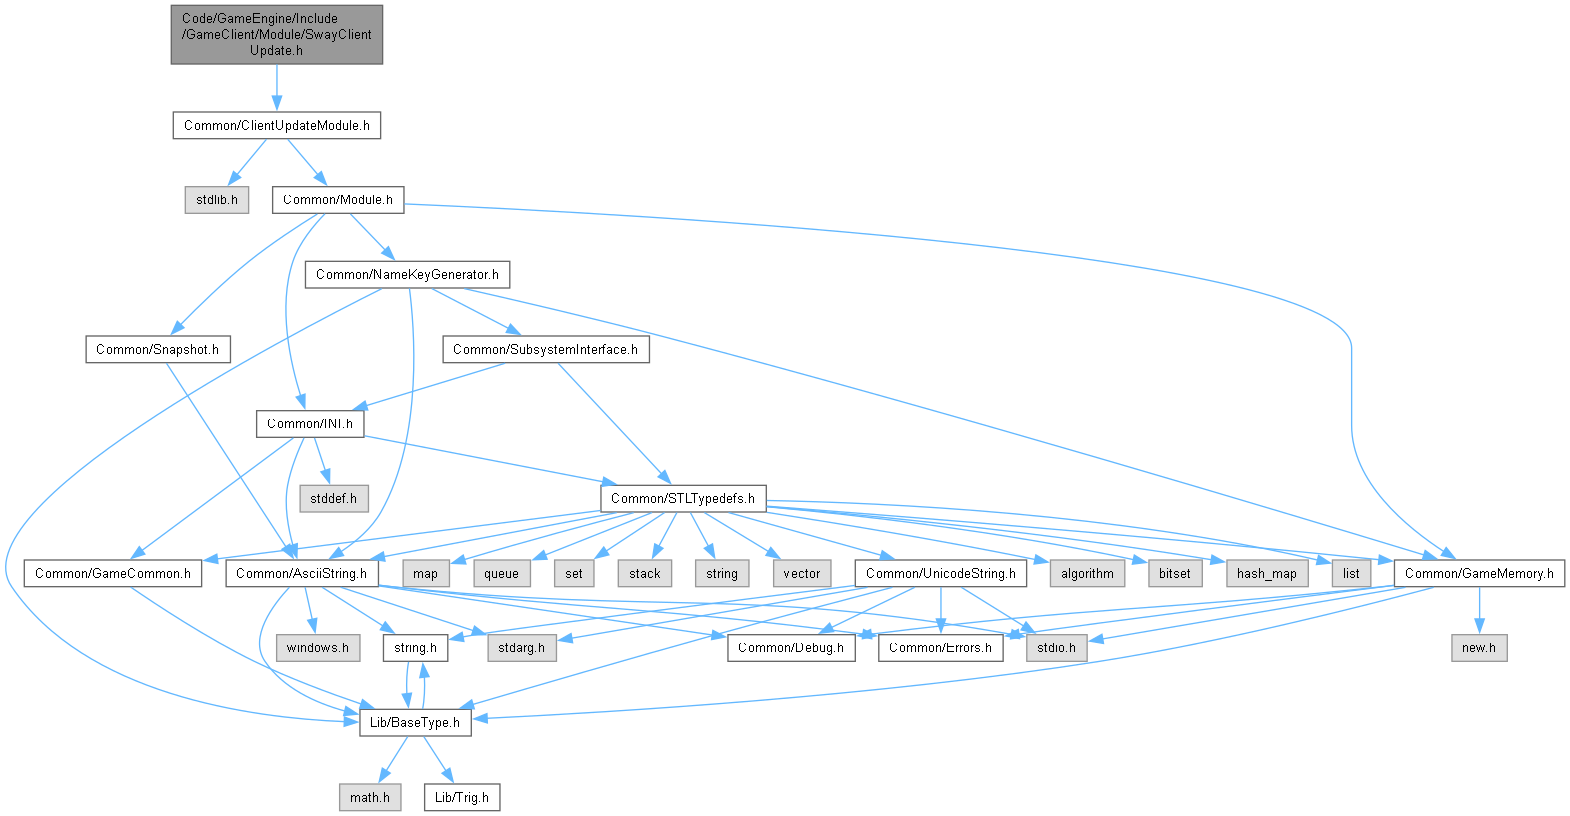 Code/GameEngine/Include
/GameClient/Module/SwayClient
Update.h
Common/ClientUpdateModule.h
stdlib.h
Common/Module.h
Common/NameKeyGenerator.h
Common/Snapshot.h
Common/SubsystemInterface.h
Common/INI.h
stddef.h
Common/STLTypedefs.h
Common/GameCommon.h
Common/AsciiString.h
map
queue
set
stack
string
vector
Common/UnicodeString.h
algorithm
bitset
hash_map
list
Common/GameMemory.h
windows.h
string.h
stdarg.h
Common/Debug.h
Common/Errors.h
stdio.h
new.h
Lib/BaseType.h
math.h
Lib/Trig.h